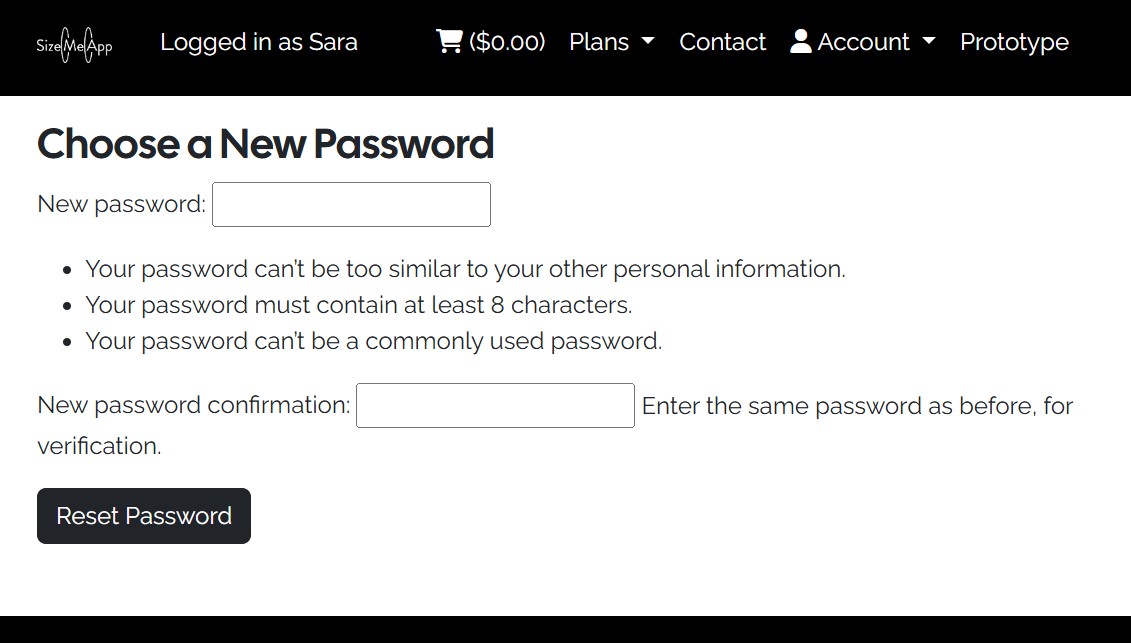 SizeMeApp Logged in as Sara ($0.00) Plans Contact Account Prototype
Choose a New Password
New password:
• Your password can't be too similar to your other personal information.
• Your password must contain at least 8 characters.
• Your password can't be a commonly used password.
New password confirmation: Enter the same password as before, for
verification.
Reset Password